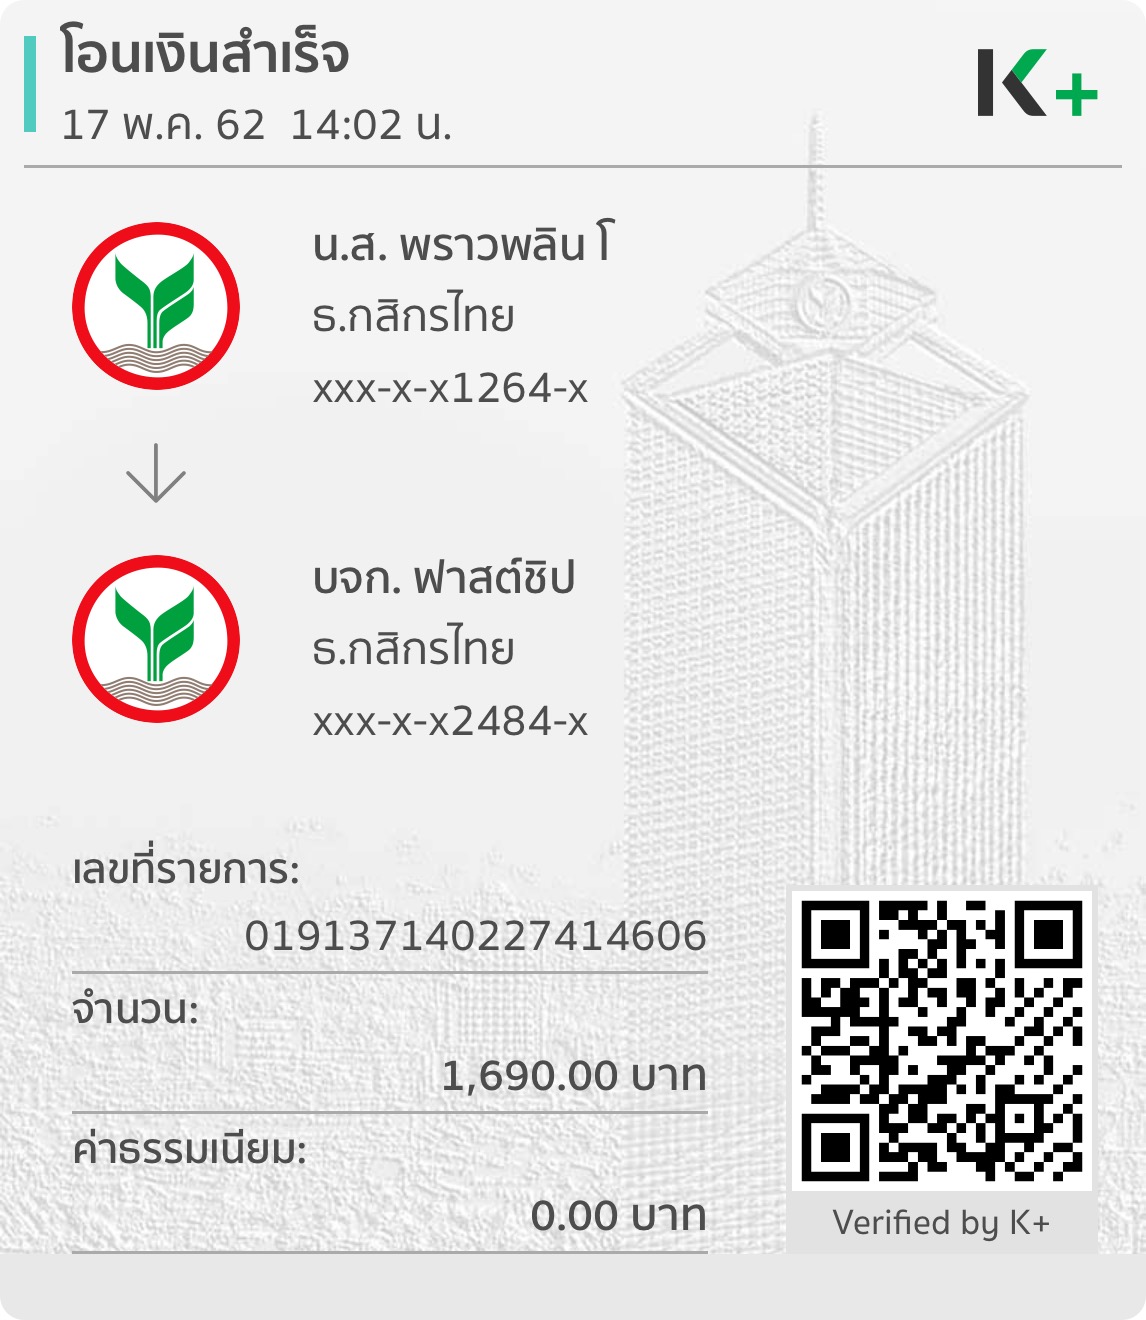 โอนเงินสำเร็จ
17 พ.ค. 62 14:02 น.
K+
น.ส. พราวพลิน โ
ธ.กสิกรไทย
xxx-x-x1264-x
บจก. ฟาสต์ชิป
ธ.กสิกรไทย
xxx-x-x2484-x
เลขที่รายการ:
019137140227414606
จำนวน:
1,690.00 บาท
ค่าธรรมเนียม:
0.00 บาท
Verified by K+